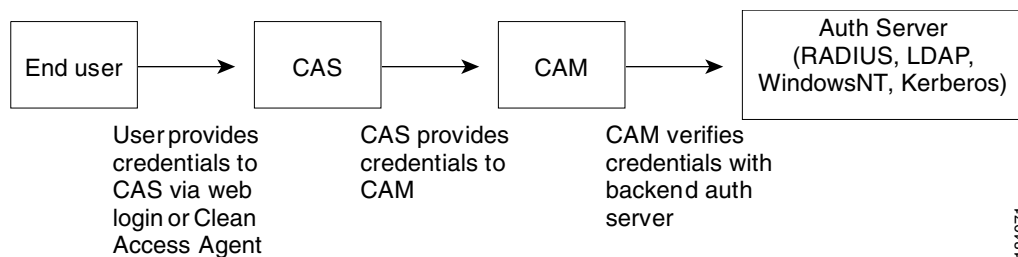 End user
CAS
CAM
Auth Server
(RADIUS, LDAP,
WindowsNT, Kerberos)
User provides
credentials to
CAS via web
login or Clean
Access Agent
CAS provides
credentials to
CAM
CAM verifies
credentials with
backend auth
server